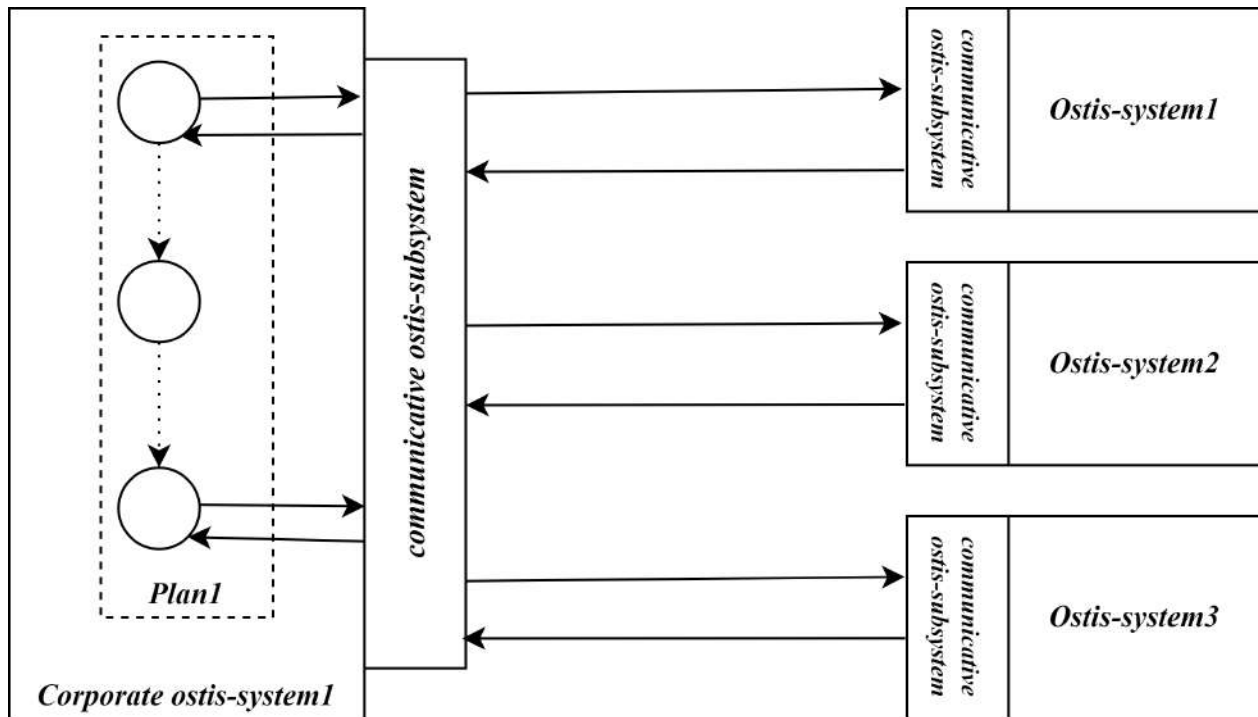 Plan1
Corporate ostis-system1
communicative ostis-subsystem
communicative
ostis-subsystem
Ostis-system1
communicative
ostis-subsystem
Ostis-system2
communicative
ostis-subsystem
Ostis-system3